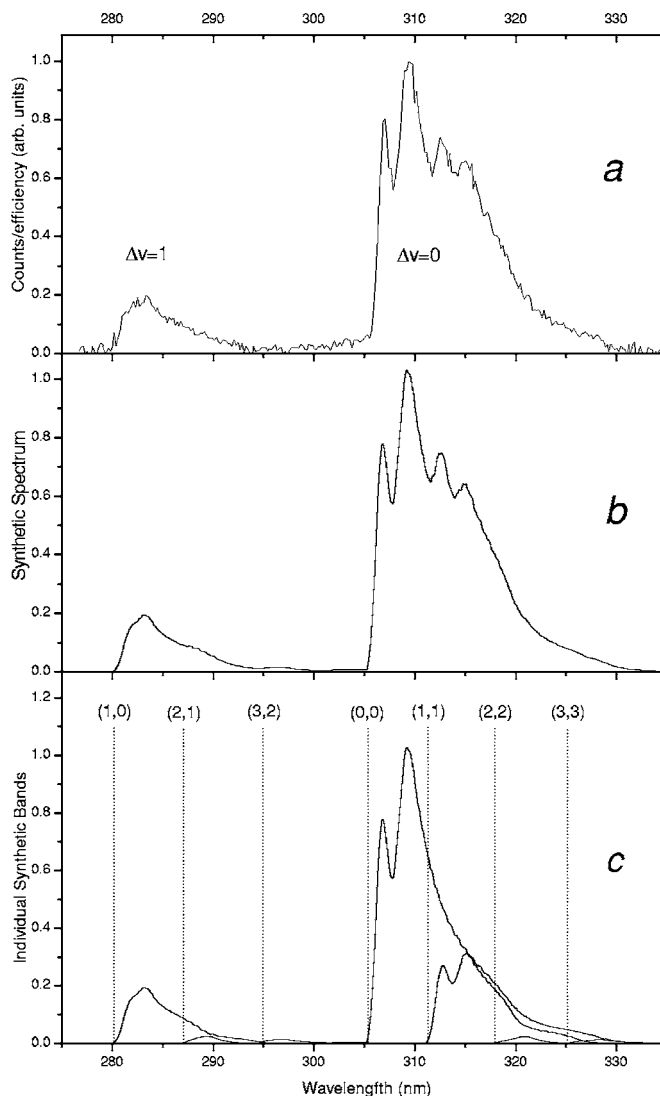 280 290 300 310 320 330
1.0
0.8
0.6
0.4
0.2
0.0
Counts/efficiency (arb. units)
a
Δv=1
Δv=0
1.0
0.8
0.6
0.4
0.2
0.0
Synthetic Spectrum
b
1.2
1.0
0.8
0.6
0.4
0.2
0.0
Individual Synthetic Bands
(1,0) (2,1) (3,2) (0,0) (1,1) (2,2) (3,3)
c
280 290 300 310 320 330
Wavelengfth (nm)